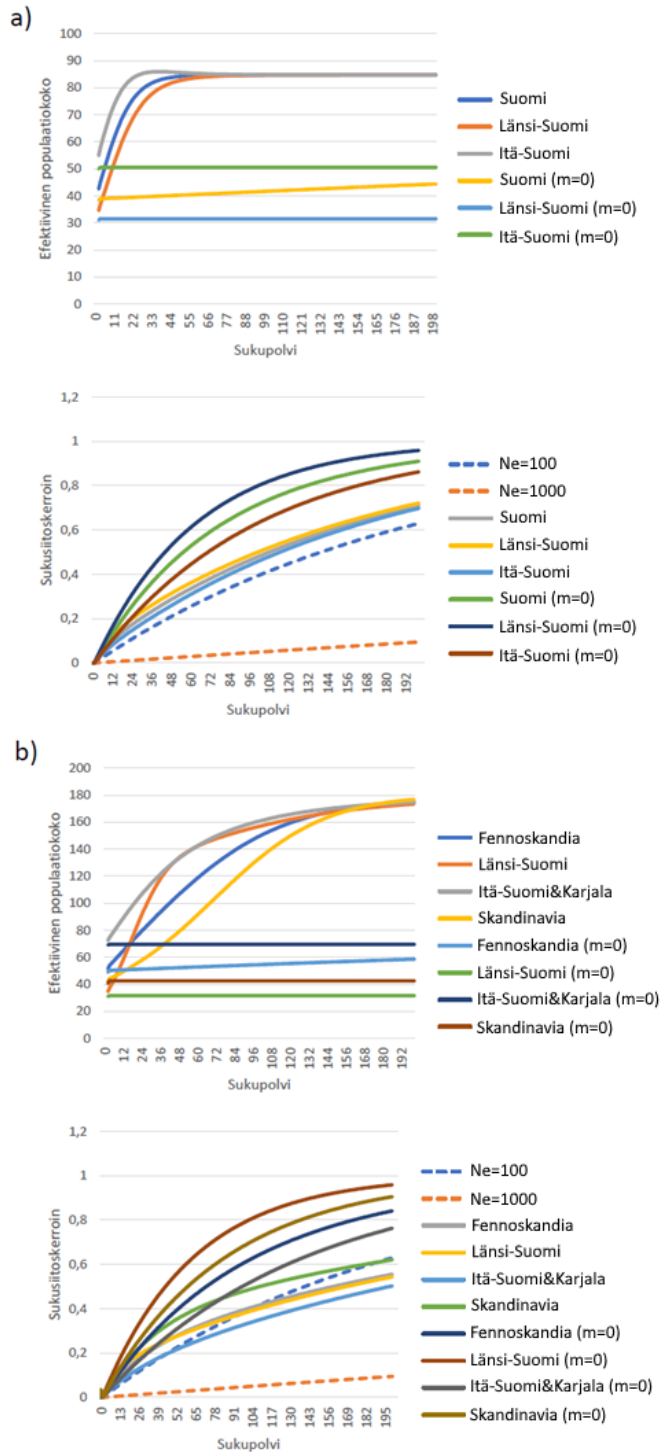 a)
100
90
80
70
60
50
40
30
20
10
0
Efektiivinen populaatiokoko
0
11
22
33
44
55
66
77
88
99
110
121
132
143
154
165
176
187
198
Sukupolvi
Suomi
Länsi-Suomi
Itä-Suomi
Suomi (m=0)
Länsi-Suomi (m=0)
Itä-Suomi (m=0)
1,2
1
0,8
0,6
0,4
0,2
0
Sukusiitoskerroin
0
12
24
36
48
60
72
84
96
108
120
132
144
156
168
180
192
Sukupolvi
Ne=100
Ne=1000
Suomi
Länsi-Suomi
Itä-Suomi
Suomi (m=0)
Länsi-Suomi (m=0)
Itä-Suomi (m=0)
b)
200
180
160
140
120
100
80
60
40
20
0
Efektiivinen populaatiokoko
0
12
24
36
48
60
72
84
96
108
120
132
144
156
168
180
192
Sukupolvi
Fennoskandia
Länsi-Suomi
Itä-Suomi&Karjala
Skandinavia
Fennoskandia (m=0)
Länsi-Suomi (m=0)
Itä-Suomi&Karjala (m=0)
Skandinavia (m=0)
1,2
1
0,8
0,6
0,4
0,2
0
Sukusiitoskerroin
0
13
26
39
52
65
78
91
104
117
130
143
156
169
182
195
Sukupolvi
Ne=100
Ne=1000
Fennoskandia
Länsi-Suomi
Itä-Suomi&Karjala
Skandinavia
Fennoskandia (m=0)
Länsi-Suomi (m=0)
Itä-Suomi&Karjala (m=0)
Skandinavia (m=0)